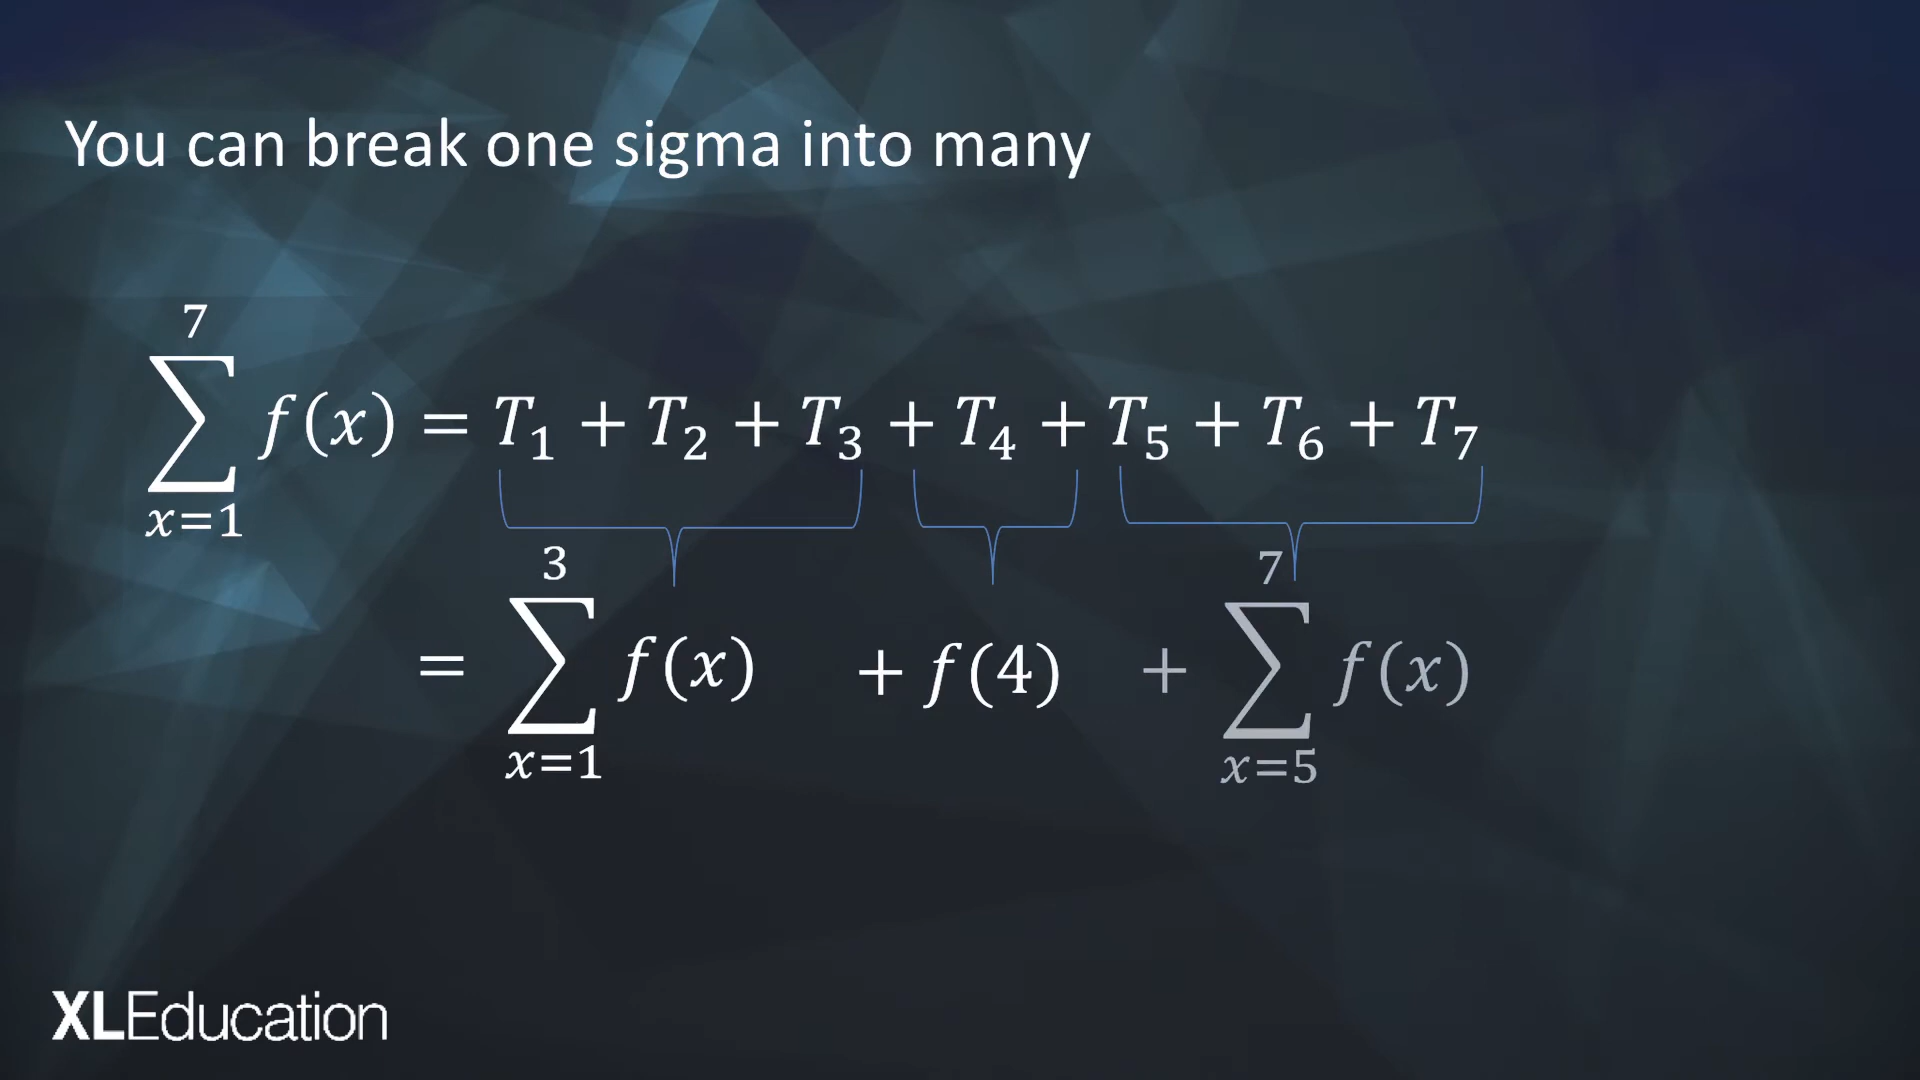 You can break one sigma into many
7
∑ f(x) = T₁ + T₂ + T₃ + T₄ + T₅ + T₆ + T₇
x=1
3 7
= ∑ f(x) + f(4) + ∑ f(x)
x=1 x=5
XLEducation